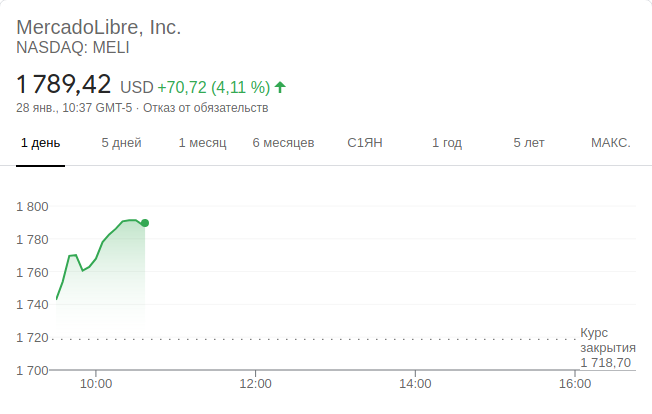 MercadoLibre, Inc.
NASDAQ: MELI
1 789,42 USD +70,72 (4,11 %)
28 янв., 10:37 GMT-5 · Отказ от обязательств
1 день 5 дней 1 месяц 6 месяцев С1ЯН 1 год 5 лет МАКС.
1 800
1 780
1 760
1 740
1 720
Курс
закрытия
1 718,70
1 700
10:00 12:00 14:00 16:00